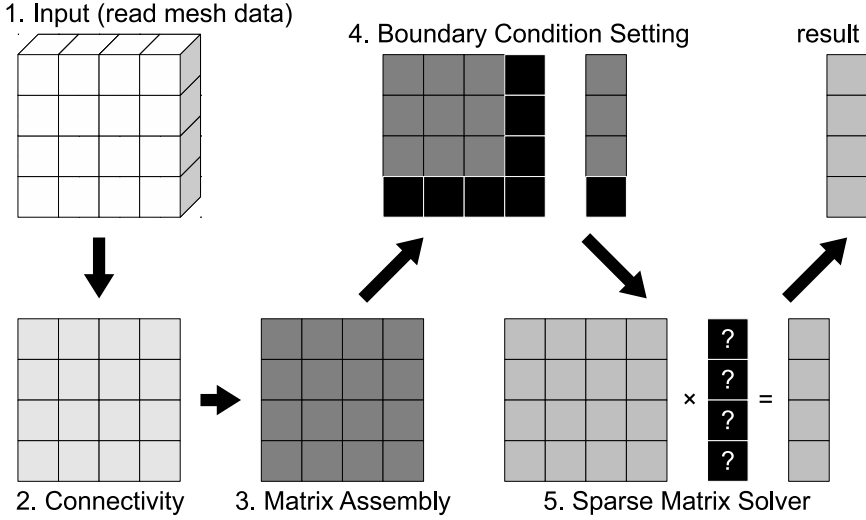 1. Input (read mesh data)
4. Boundary Condition Setting
result
2. Connectivity
3. Matrix Assembly
×
?
?
?
?
=
5. Sparse Matrix Solver